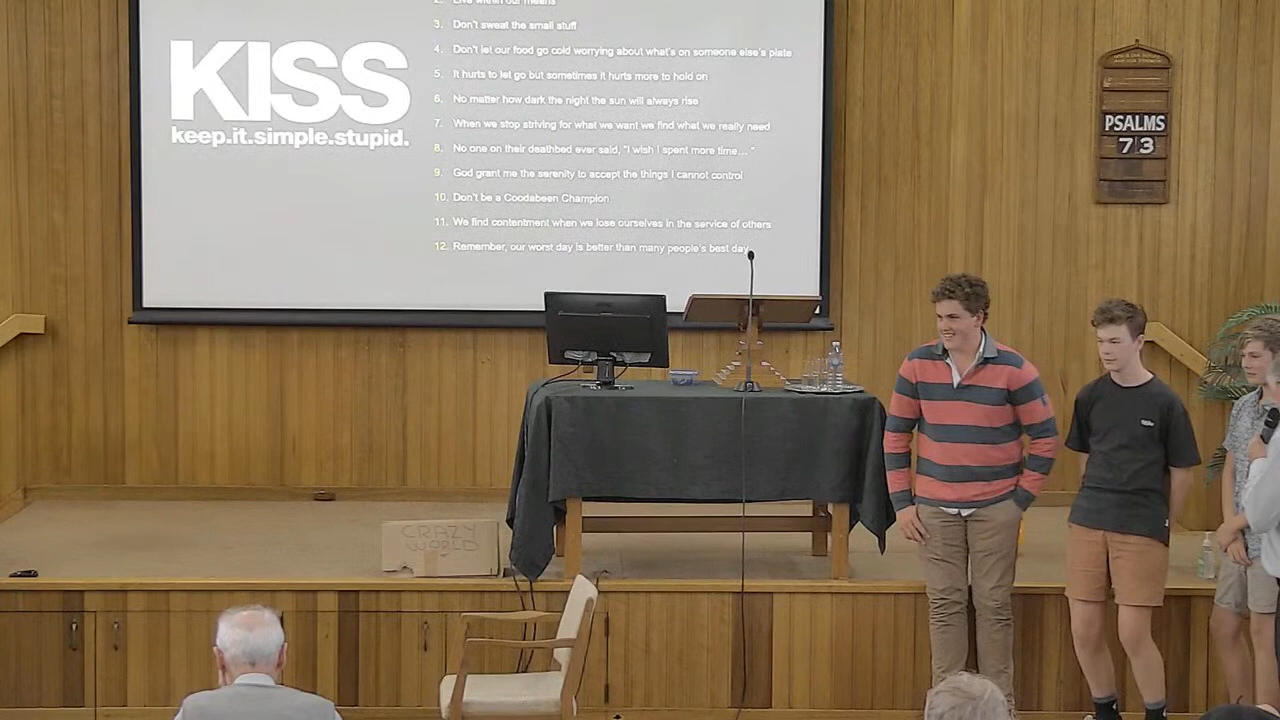 2. Live within our means
3. Don't sweat the small stuff
4. Don't let our food go cold worrying about what's on someone else's plate
5. It hurts to let go but sometimes it hurts more to hold on
6. No matter how dark the night the sun will always rise
7. When we stop striving for what we want we find what we really need
8. No one on their deathbed ever said, "I wish I spent more time... "
9. God grant me the serenity to accept the things I cannot control
10. Don't be a Coodabeen Champion
11. We find contentment when we lose ourselves in the service of others
12. Remember, our worst day is better than many people's best day
KISS
keep.it.simple.stupid.
PSALMS
73
CRAZY
WORLD